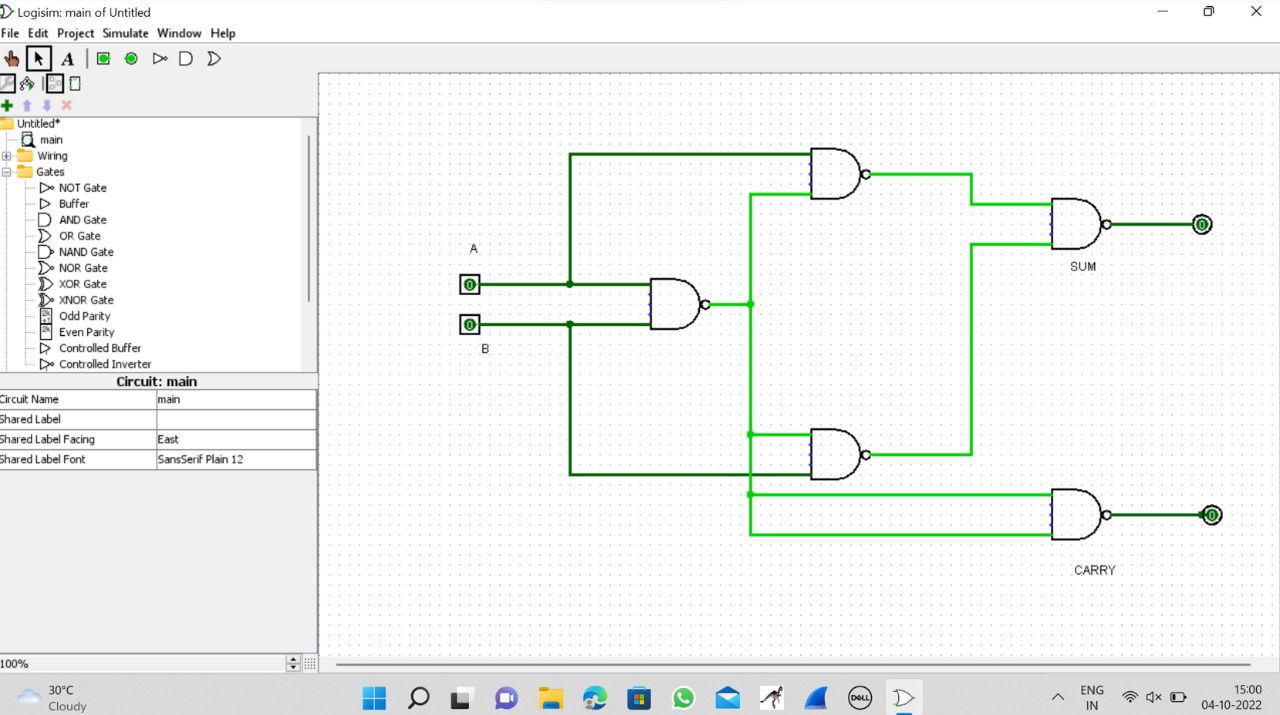 Logisim: main of Untitled
File Edit Project Simulate Window Help
A
Untitled*
main
Wiring
Gates
NOT Gate
Buffer
AND Gate
OR Gate
NAND Gate
NOR Gate
XOR Gate
XNOR Gate
Odd Parity
Even Parity
Controlled Buffer
Controlled Inverter
Circuit: main
Circuit Name main
Shared Label
Shared Label Facing East
Shared Label Font SansSerif Plain 12
100%
A
0
0
B
0
SUM
0
CARRY
30°C
Cloudy
DELL
ENG
IN
15:00
04-10-2022